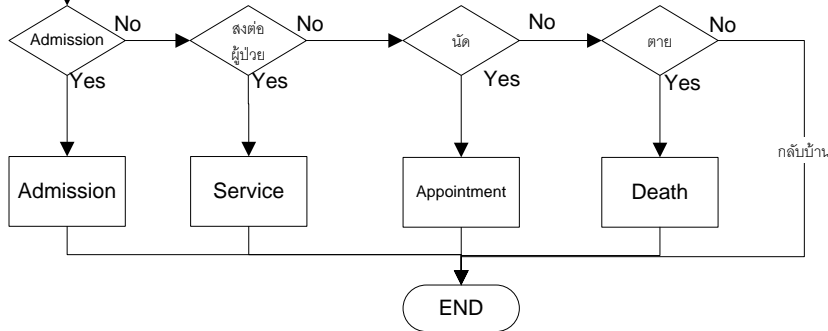 Admission
No
Yes
ส่งต่อ
ผู้ป่วย
No
Yes
นัด
No
Yes
ตาย
No
Yes
กลับบ้าน
Admission
Service
Appointment
Death
END